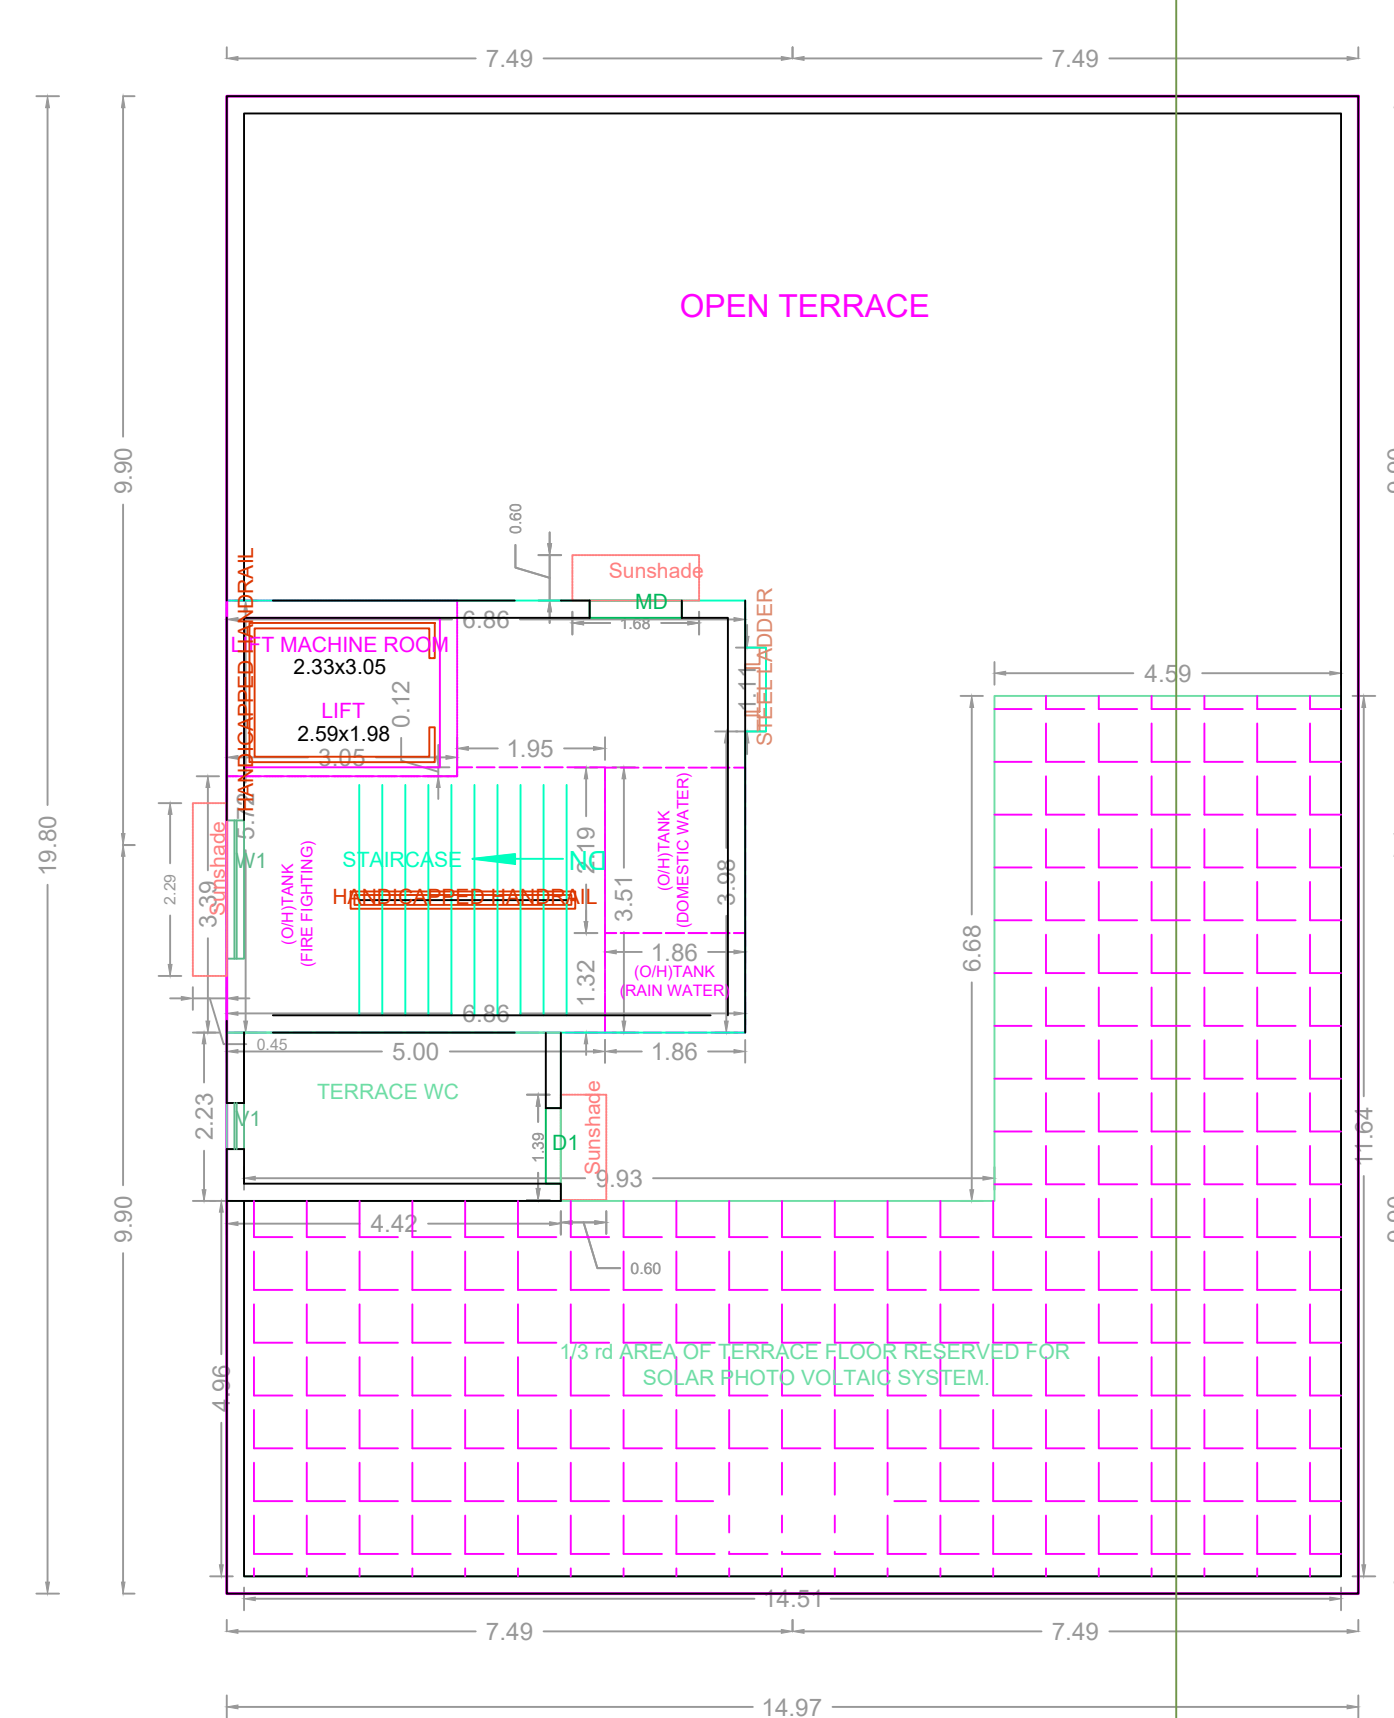 7.49
7.49
OPEN TERRACE
9.90
0.60
Sunshade
MD
6.86
1.68
HANDICAPPED HANDRAIL
LIFT MACHINE ROOM
2.33x3.05
STEEL LADDER
1.11
4.59
0.12
LIFT
2.59x1.98
3.05
1.95
19.80
5.72
Sunshade
W1
2.29
3.39
(O/H)TANK
(FIRE FIGHTING)
STAIRCASE
DN
2.19
HANDICAPPED HANDRAIL
3.51
(O/H)TANK
(DOMESTIC WATER)
3.98
6.68
1.86
1.32
(O/H)TANK
(RAIN WATER)
6.86
0.45
5.00
1.86
TERRACE WC
2.23
V1
1.39
D1
Sunshade
11.64
9.93
9.90
4.42
0.60
1/3 rd AREA OF TERRACE FLOOR RESERVED FOR
SOLAR PHOTO VOLTAIC SYSTEM.
4.96
14.51
7.49
7.49
14.97